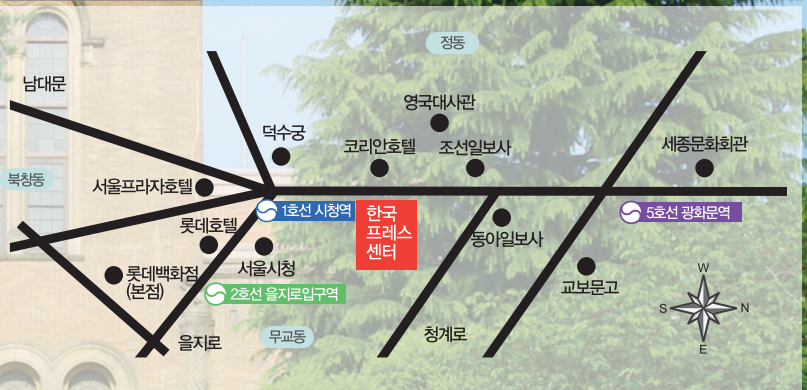 정동
남대문
영국대사관
덕수궁
코리안호텔
조선일보사
세종문화회관
북창동
서울프라자호텔
1호선 시청역
한국
프레스
센터
5호선 광화문역
롯데호텔
동아일보사
서울시청
롯데백화점
(본점)
2호선 을지로입구역
교보문고
을지로
무교동
청계로
W
S
N
E